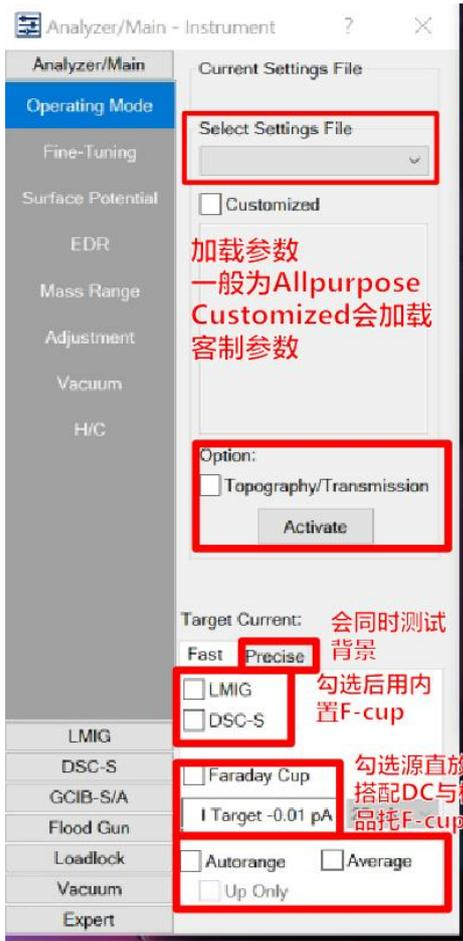 Analyzer/Main - Instrument ?
Analyzer/Main
Operating Mode
Fine-Tuning
Surface Potential
EDR
Mass Range
Adjustment
Vacuum
H/C
LMIG
DSC-S
GCIB-S/A
Flood Gun
Loadlock
Vacuum
Expert
Current Settings File
Select Settings File
Customized
加载参数
一般为Allpurpose
Customized会加载
客制参数
Option:
Topography/Transmission
Activate
Target Current:
会同时测试
背景
Fast Precise
LMIG
DSC-S
勾选后用内
置F-cup
Faraday Cup
勾选源直放
搭配DC与
品托F-cup
I Target -0.01 pA
Autorange Average
Up Only